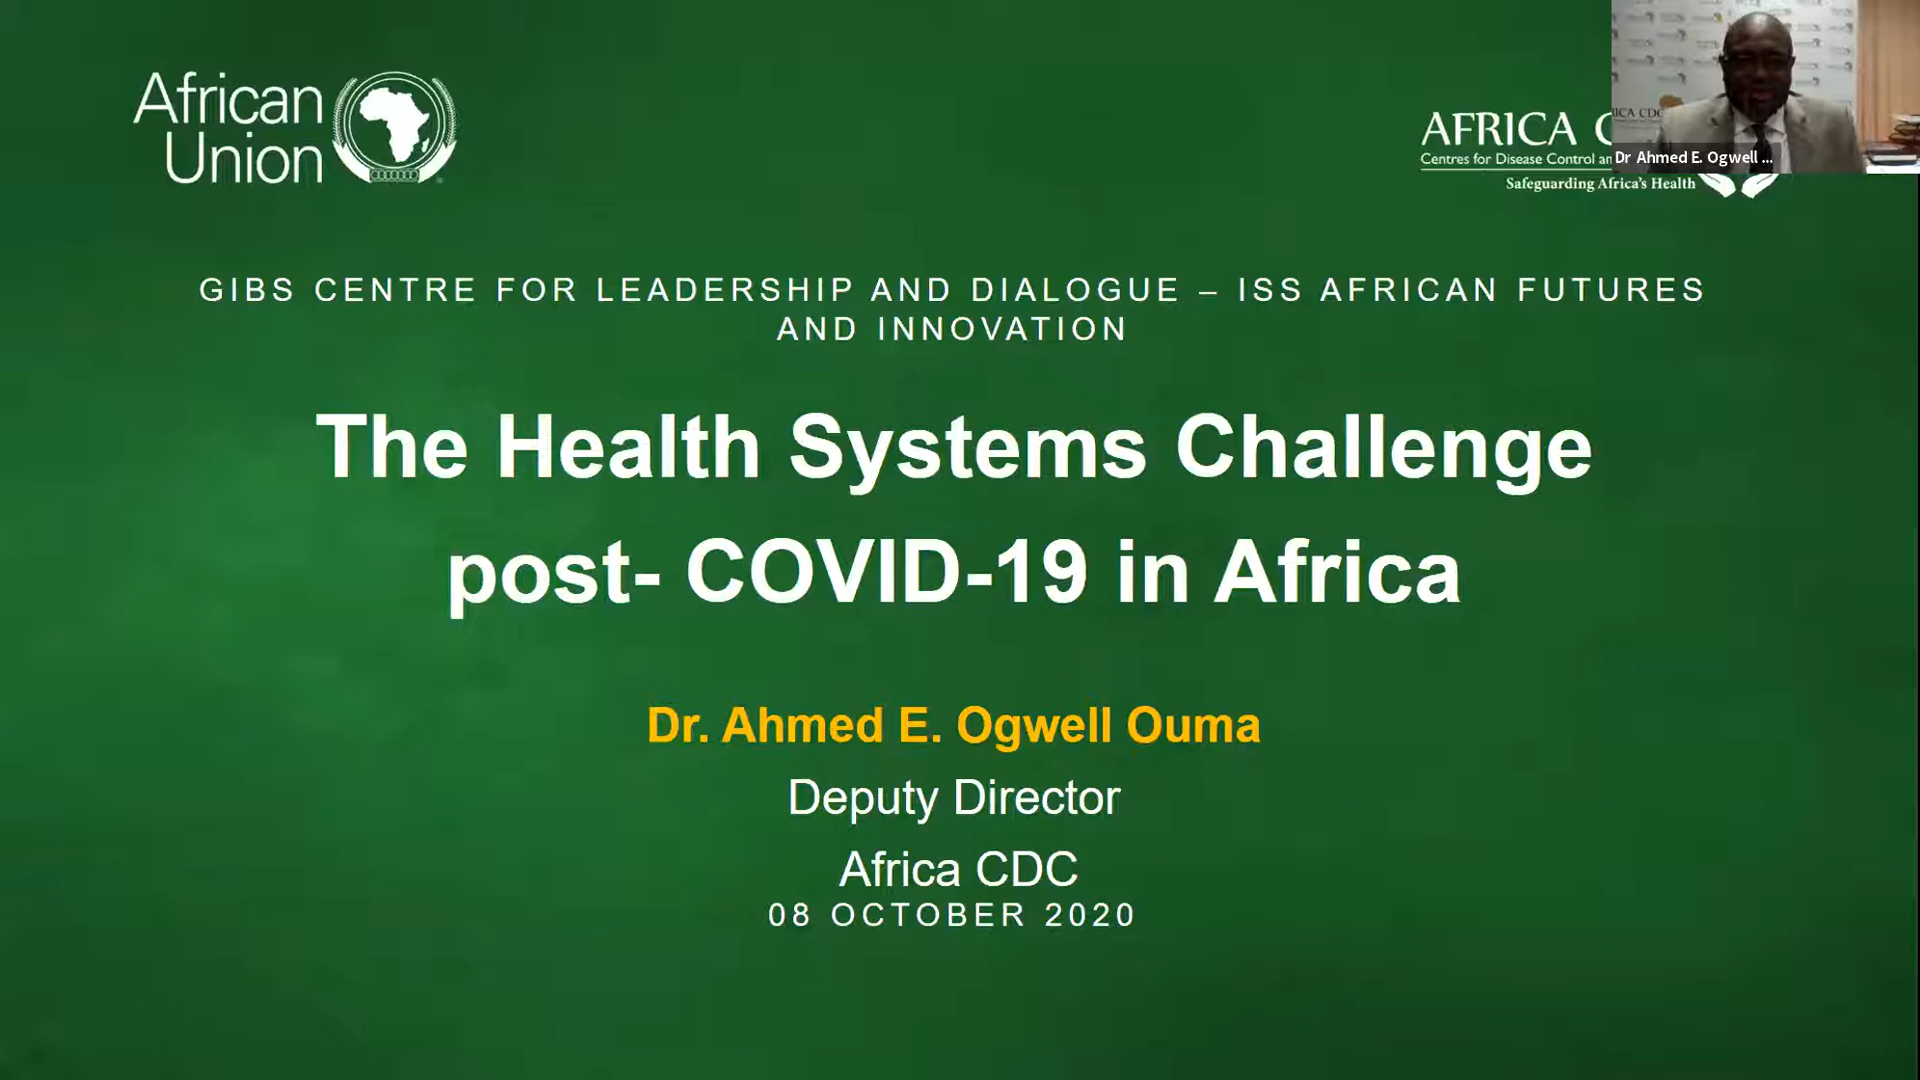 African
Union
AFRICA C
Centres for Disease Control an
Safeguarding Africa's Health
Dr Ahmed E. Ogwell ...
GIBS CENTRE FOR LEADERSHIP AND DIALOGUE – ISS AFRICAN FUTURES
AND INNOVATION
The Health Systems Challenge
post- COVID-19 in Africa
Dr. Ahmed E. Ogwell Ouma
Deputy Director
Africa CDC
08 OCTOBER 2020